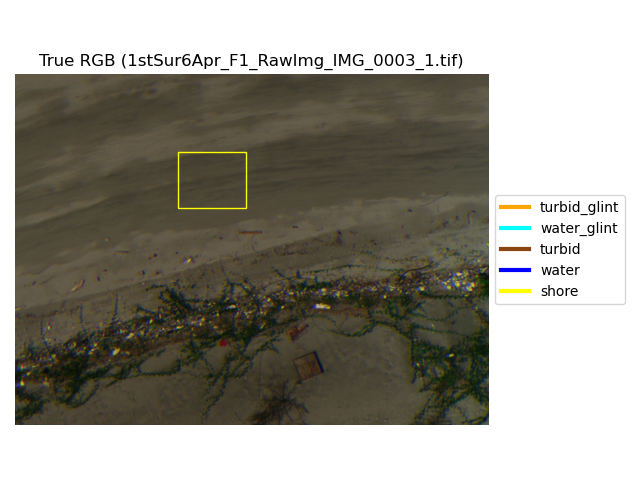 True RGB (1stSur6Apr_F1_RawImg_IMG_0003_1.tif)
turbid_glint
water_glint
turbid
water
shore